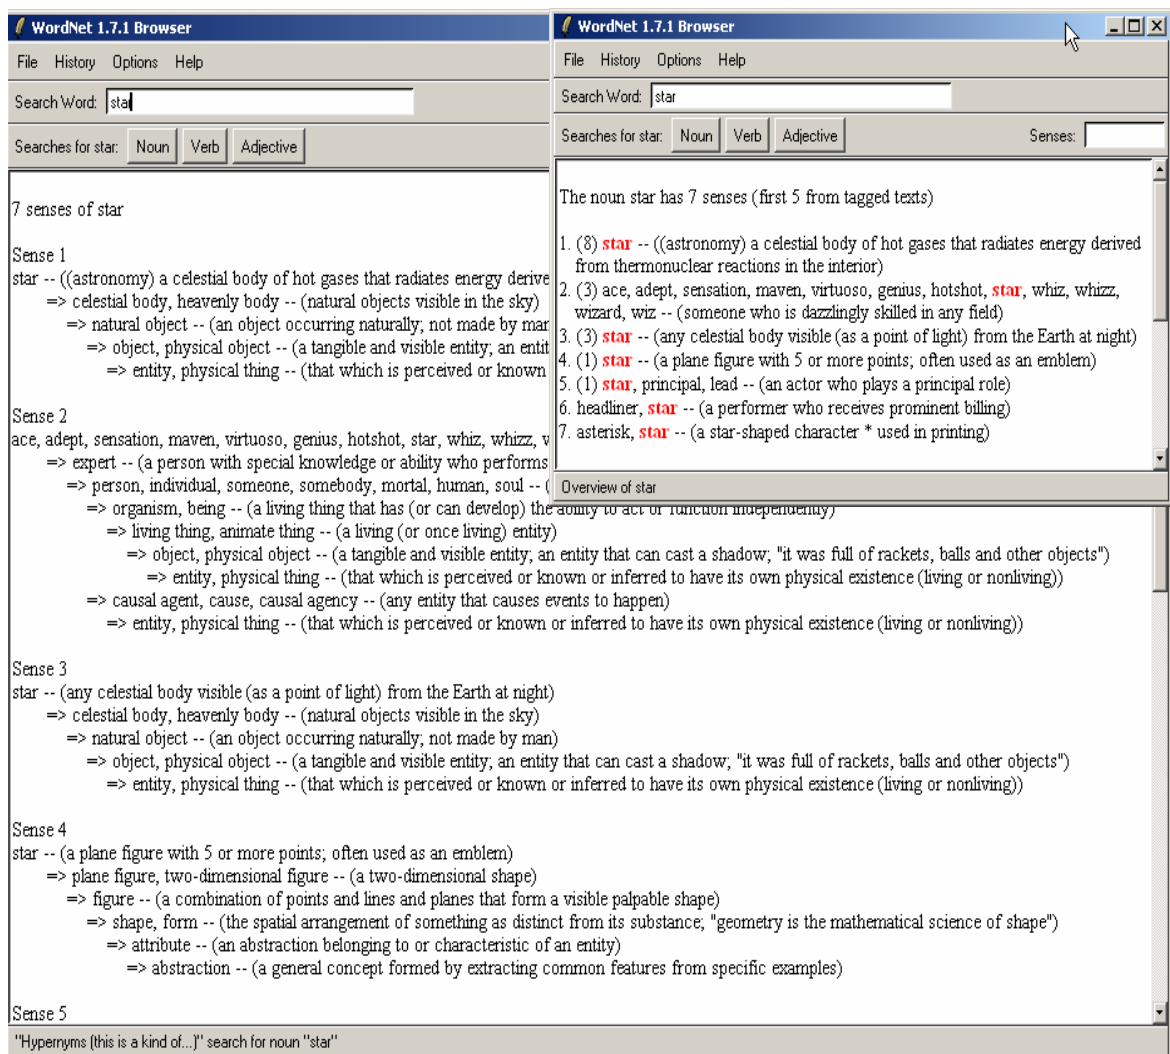 WordNet 1.7.1 Browser
File History Options Help
Search Word: star
Searches for star: Noun Verb Adjective
7 senses of star
Sense 1
star -- ((astronomy) a celestial body of hot gases that radiates energy derive
=> celestial body, heavenly body -- (natural objects visible in the sky)
=> natural object -- (an object occurring naturally; not made by man
=> object, physical object -- (a tangible and visible entity; an entit
=> entity, physical thing -- (that which is perceived or known
Sense 2
ace, adept, sensation, maven, virtuoso, genius, hotshot, star, whiz, whizz, w
=> expert -- (a person with special knowledge or ability who performs
=> person, individual, someone, somebody, mortal, human, soul -- (
=> organism, being -- (a living thing that has (or can develop) the ability to act or function independently)
=> living thing, animate thing -- (a living (or once living) entity)
=> object, physical object -- (a tangible and visible entity; an entity that can cast a shadow; "it was full of rackets, balls and other objects")
=> entity, physical thing -- (that which is perceived or known or inferred to have its own physical existence (living or nonliving))
=> causal agent, cause, causal agency -- (any entity that causes events to happen)
=> entity, physical thing -- (that which is perceived or known or inferred to have its own physical existence (living or nonliving))
Sense 3
star -- (any celestial body visible (as a point of light) from the Earth at night)
=> celestial body, heavenly body -- (natural objects visible in the sky)
=> natural object -- (an object occurring naturally; not made by man)
=> object, physical object -- (a tangible and visible entity; an entity that can cast a shadow; "it was full of rackets, balls and other objects")
=> entity, physical thing -- (that which is perceived or known or inferred to have its own physical existence (living or nonliving))
Sense 4
star -- (a plane figure with 5 or more points; often used as an emblem)
=> plane figure, two-dimensional figure -- (a two-dimensional shape)
=> figure -- (a combination of points and lines and planes that form a visible palpable shape)
=> shape, form -- (the spatial arrangement of something as distinct from its substance; "geometry is the mathematical science of shape")
=> attribute -- (an abstraction belonging to or characteristic of an entity)
=> abstraction -- (a general concept formed by extracting common features from specific examples)
Sense 5
"Hypernyms (this is a kind of...)" search for noun "star"
WordNet 1.7.1 Browser
File History Options Help
Search Word: star
Searches for star: Noun Verb Adjective Senses:
The noun star has 7 senses (first 5 from tagged texts)
1. (8) star -- ((astronomy) a celestial body of hot gases that radiates energy derived
from thermonuclear reactions in the interior)
2. (3) ace, adept, sensation, maven, virtuoso, genius, hotshot, star, whiz, whizz,
wizard, wiz -- (someone who is dazzlingly skilled in any field)
3. (3) star -- (any celestial body visible (as a point of light) from the Earth at night)
4. (1) star -- (a plane figure with 5 or more points; often used as an emblem)
5. (1) star, principal, lead -- (an actor who plays a principal role)
6. headliner, star -- (a performer who receives prominent billing)
7. asterisk, star -- (a star-shaped character * used in printing)
Overview of star